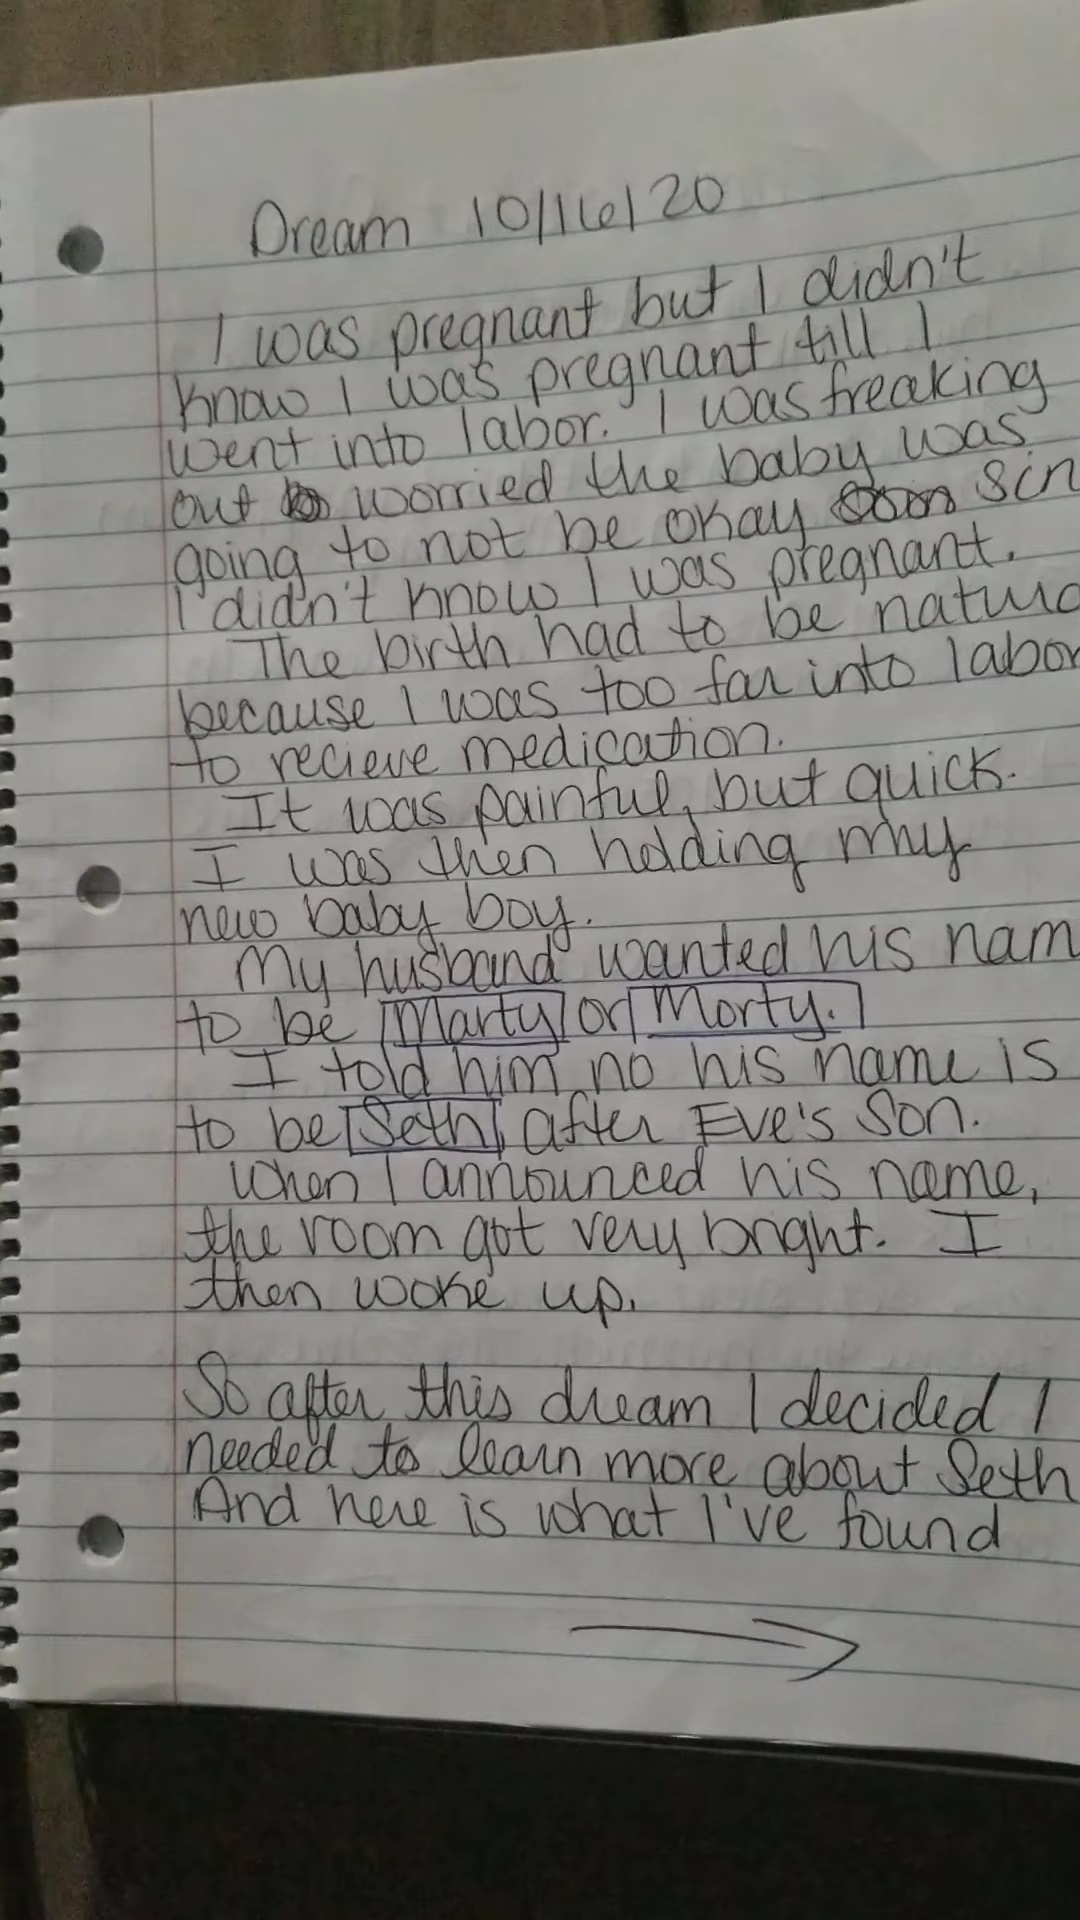 Dream 10/16/20
I was pregnant but I didn't
know I was pregnant till I
went into labor. I was freaking
out worried the baby was
going to not be okay sin
I didn't know I was pregnant.
The birth had to be natura
because I was too far into labor
to recieve medication.
It was painful, but quick.
I was then holding my
new baby boy.
My husband wanted his nam
to be Marty or Morty.
I told him no his name is
to be Seth, after Eve's Son.
When I announced his name,
the room got very bright. I
then woke up.
So after this dream I decided I
needed to learn more about Seth
And here is what I've found